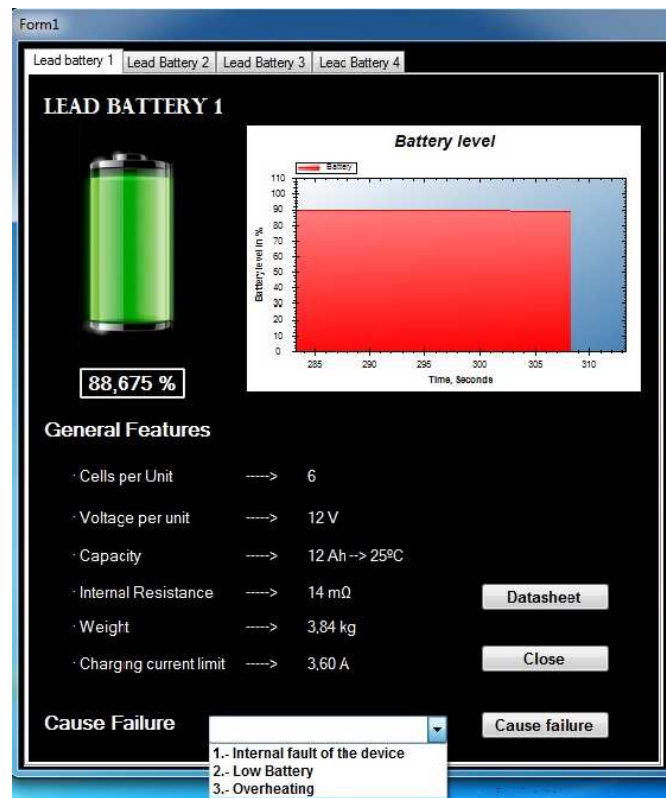 Form1
Lead battery 1 Lead Battery 2 Lead Battery 3 Leac Battery 4
LEAD BATTERY 1
Battery level
Battery
110
100
90
80
70
60
50
40
30
20
10
0
Battery level in %
285 290 295 300 305 310
Time, Seconds
88,675 %
General Features
· Cells per Unit -----> 6
· Voltage per unit -----> 12 V
· Capacity -----> 12 Ah --> 25ºC
· Internal Resistance -----> 14 mΩ
· Weight -----> 3,84 kg
· Charging current limit -----> 3,60 A
Datasheet
Close
Cause Failure
Cause failure
1.- Internal fault of the device
2.- Low Battery
3.- Overheating